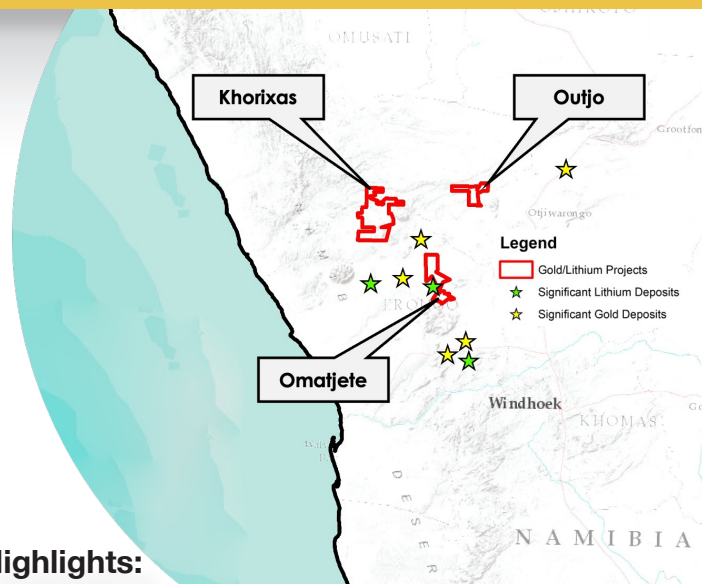 OMUSATI
Khorixas
Outjo
Grootfon
Otjiwarongo
Legend
Gold/Lithium Projects
Significant Lithium Deposits
Significant Gold Deposits
Omatjete
Windhoek
KHOMAS
DESER
NAMIBIA
Highlights: